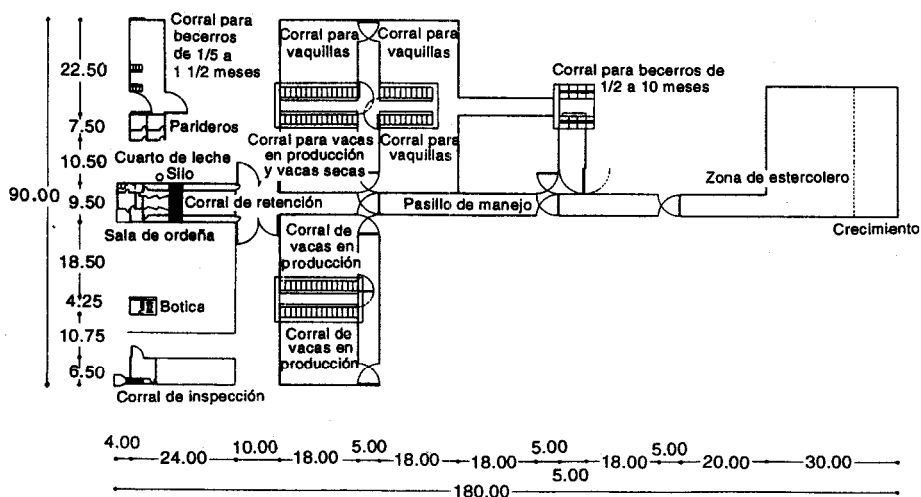 Corral para
becerros
de 1/5 a
1 1/2 meses
Corral para
vaquillas
Corral para
vaquillas
Corral para becerros de
1/2 a 10 meses
22.50
7.50
10.50
90.00
9.50
18.50
4.25
10.75
6.50
Parideros
Corral para vacas
en producción
y vacas secas
Corral para
vaquillas
Cuarto de leche
Silo
Corral de retención
Pasillo de manejo
Zona de estercolero
Sala de ordeña
Crecimiento
Corral de
vacas en
producción
Botica
Corral de
vacas en
producción
Corral de inspección
4.00
24.00
10.00
18.00
5.00
18.00
18.00
5.00
5.00
18.00
5.00
20.00
30.00
180.00